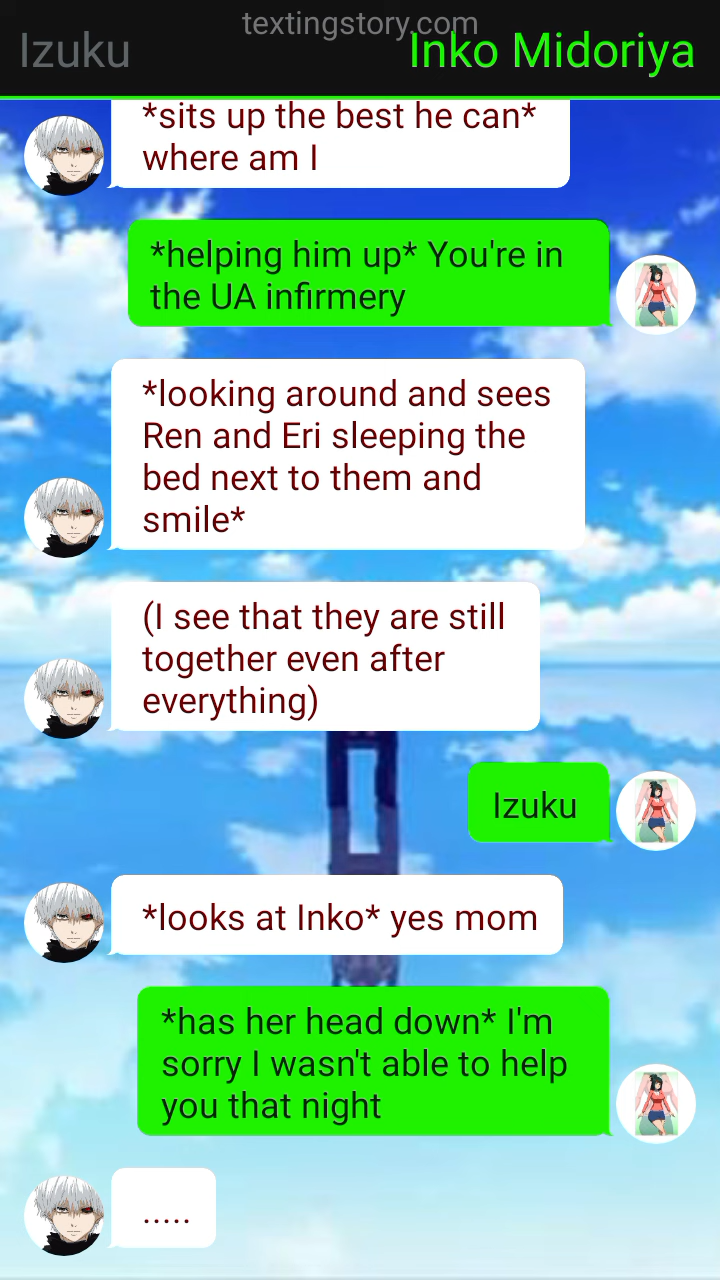 textingstory.com
Izuku
Inko Midoriya
*sits up the best he can*
where am I
*helping him up* You're in
the UA infirmery
*looking around and sees
Ren and Eri sleeping the
bed next to them and
smile*
(I see that they are still
together even after
everything)
Izuku
*looks at Inko* yes mom
*has her head down* I'm
sorry I wasn't able to help
you that night
.....